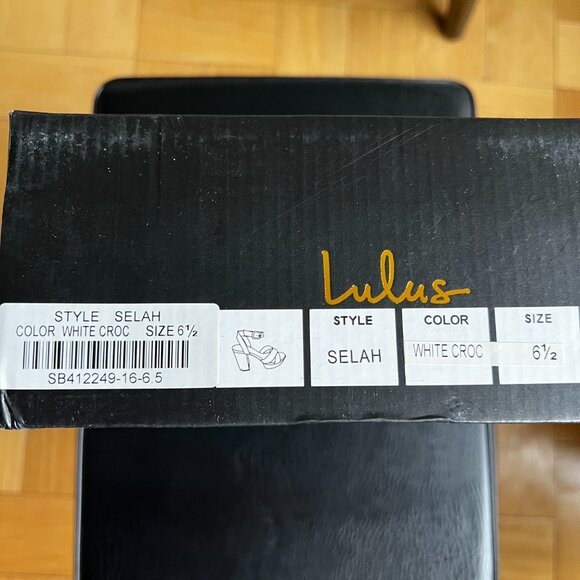 Lulus
STYLE SELAH
COLOR WHITE CROC SIZE 6½
SB412249-16-6.5
STYLE
SELAH
COLOR
WHITE CROC
SIZE
6½